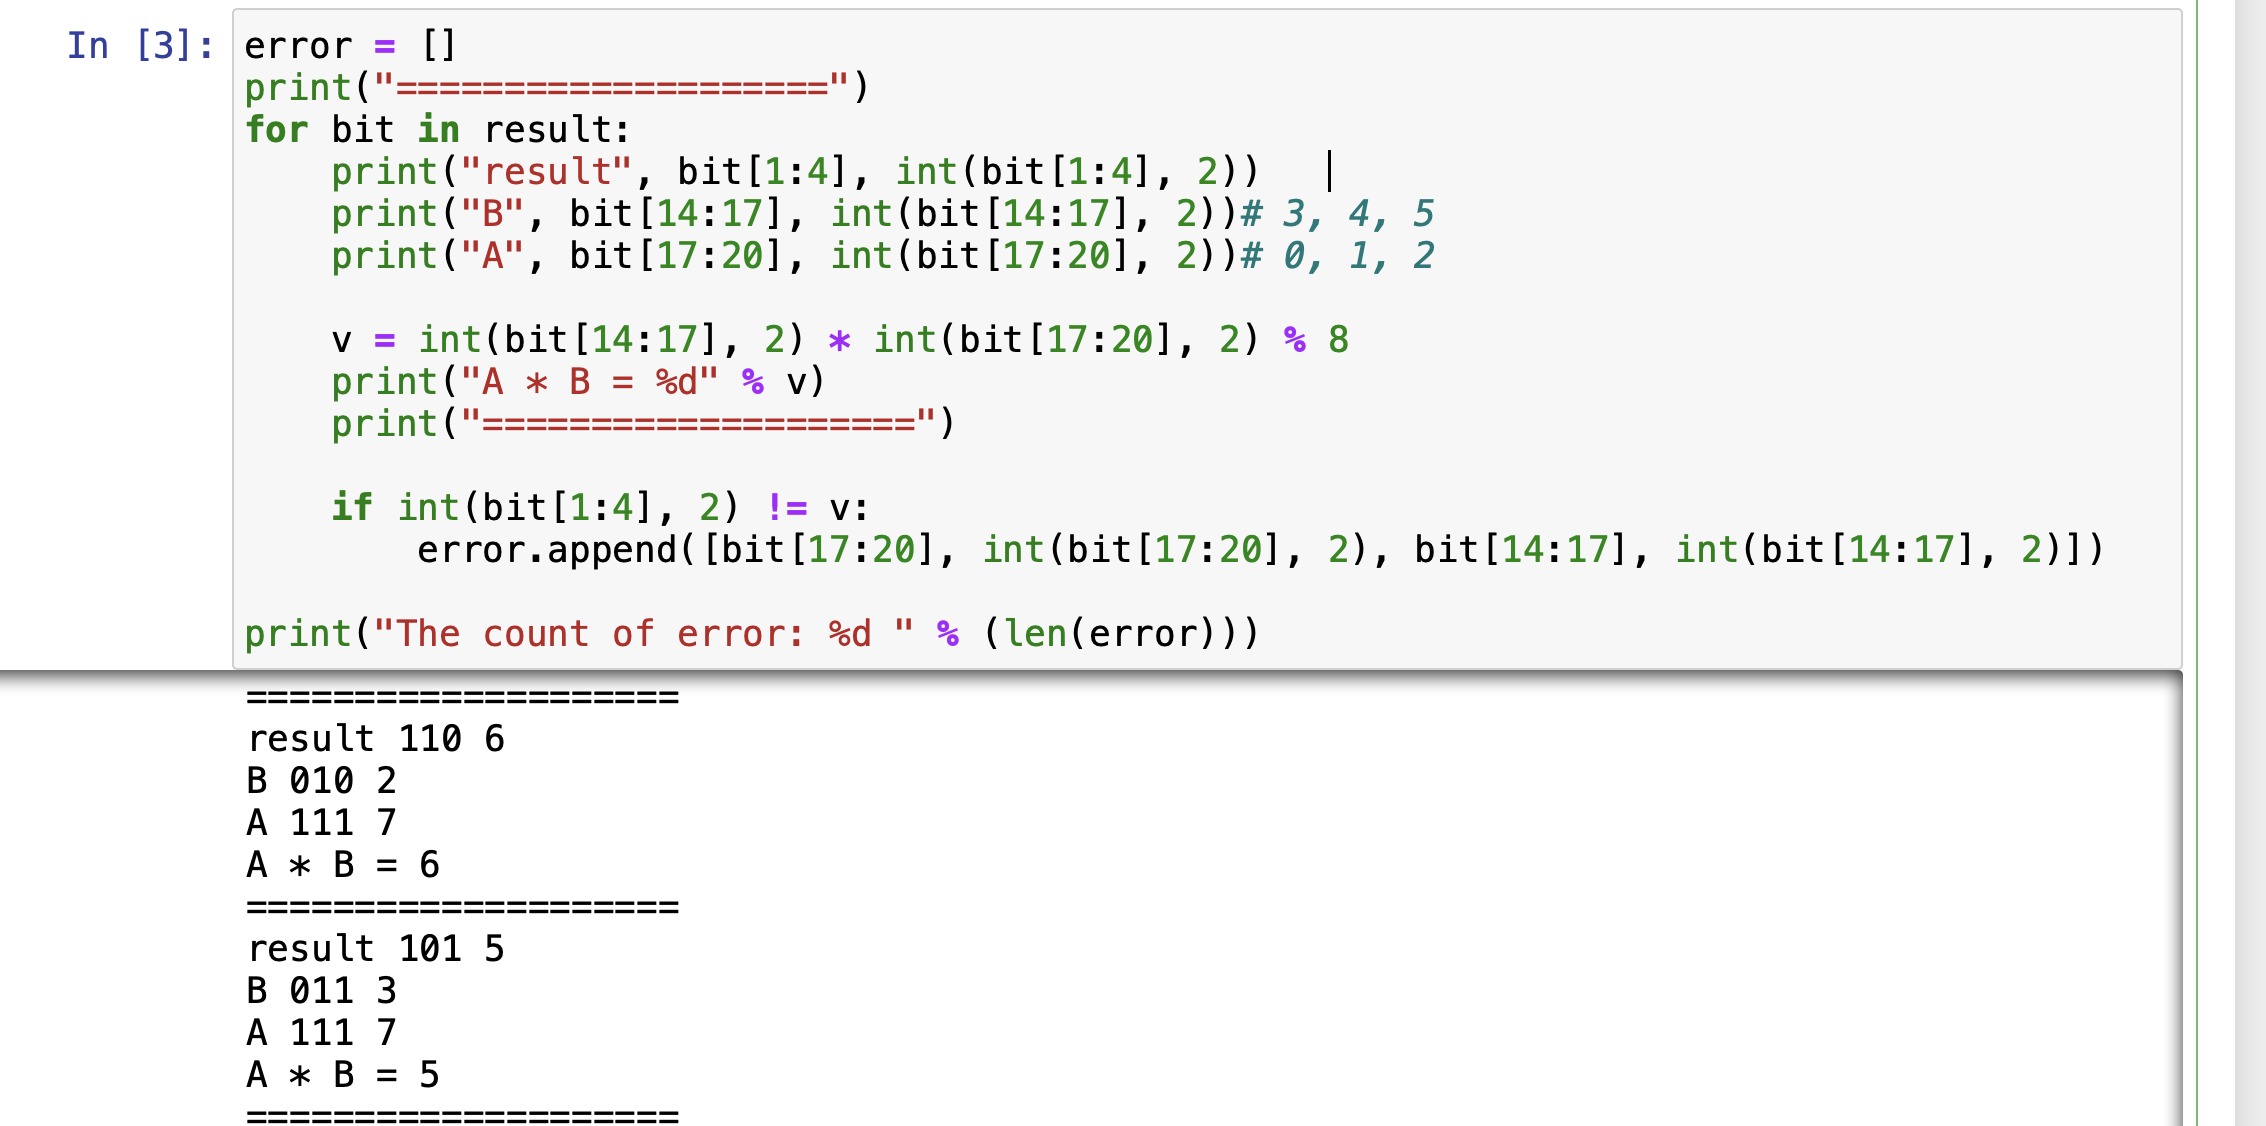 In [3]:
error = []
print("====================")
for bit in result:
    print("result", bit[1:4], int(bit[1:4], 2))
    print("B", bit[14:17], int(bit[14:17], 2))# 3, 4, 5
    print("A", bit[17:20], int(bit[17:20], 2))# 0, 1, 2
    v = int(bit[14:17], 2) * int(bit[17:20], 2) % 8
    print("A * B = %d" % v)
    print("====================")
    if int(bit[1:4], 2) != v:
        error.append([bit[17:20], int(bit[17:20], 2), bit[14:17], int(bit[14:17], 2)])
print("The count of error: %d " % (len(error)))
====================
result 110 6
B 010 2
A 111 7
A * B = 6
====================
result 101 5
B 011 3
A 111 7
A * B = 5
====================